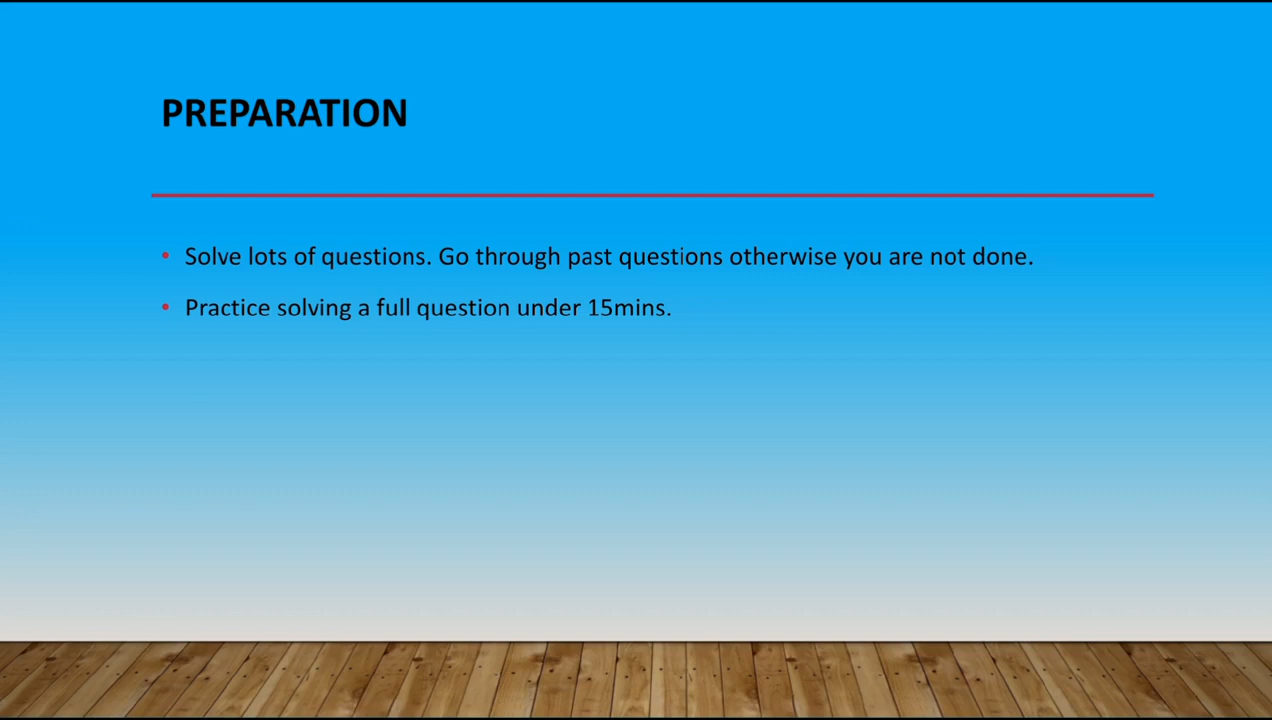 PREPARATION
• Solve lots of questions. Go through past questions otherwise you are not done.
• Practice solving a full question under 15mins.